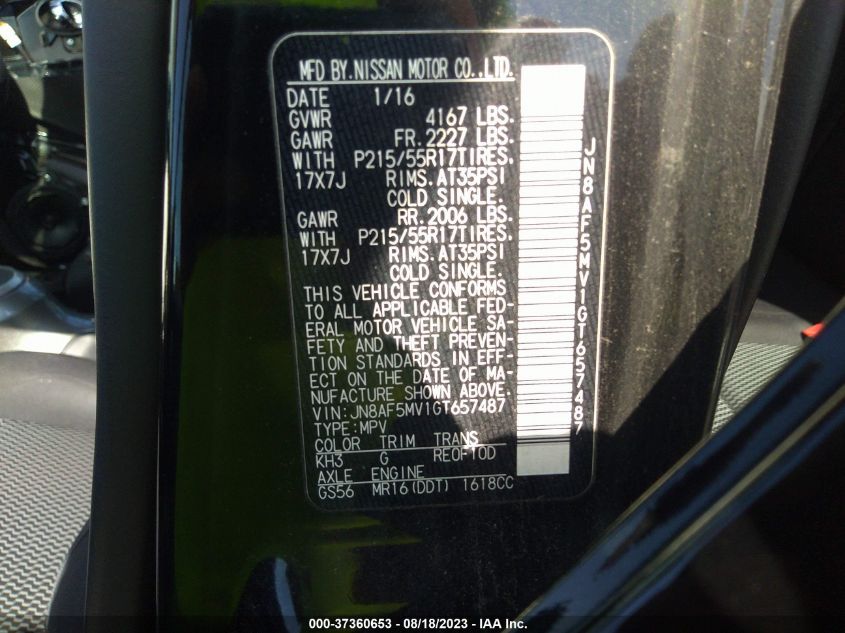 MFD BY.NISSAN MOTOR CO.,LTD.
DATE 1/16
GVWR 4167 LBS.
GAWR FR.2227 LBS.
WITH P215/55R17TIRES.
17X7J RIMS.AT35PSI
COLD SINGLE.
GAWR RR.2006 LBS.
WITH P215/55R17TIRES.
17X7J RIMS.AT35PSI
COLD SINGLE.
THIS VEHICLE CONFORMS
TO ALL APPLICABLE FED-
ERAL MOTOR VEHICLE SA-
FETY AND THEFT PREVEN-
TION STANDARDS IN EFF-
ECT ON THE DATE OF MA-
NUFACTURE SHOWN ABOVE.
VIN:JN8AF5MV1GT657487
TYPE:MPV
COLOR TRIM TRANS
KH3 G RE0F10D
AXLE ENGINE
GS56 MR16(DDT) 1618CC
JN8AF5MV1GT657487
000-37360653 - 08/18/2023 - IAA Inc.